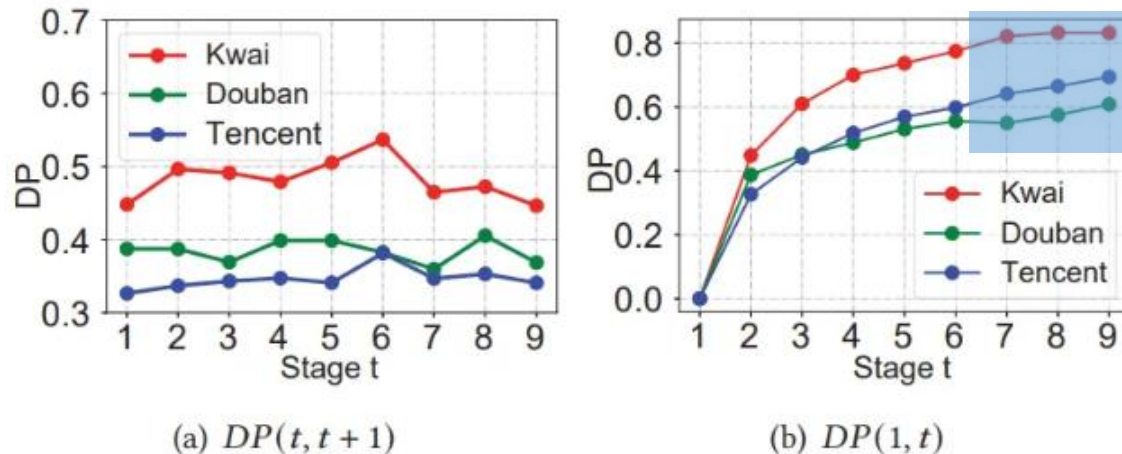 0.7
0.6
0.5
0.4
0.3
DP
Kwai
Douban
Tencent
1 2 3 4 5 6 7 8 9
Stage t
(a) DP(t, t + 1)
0.8
0.6
0.4
0.2
0.0
DP
Kwai
Douban
Tencent
1 2 3 4 5 6 7 8 9
Stage t
(b) DP(1, t)